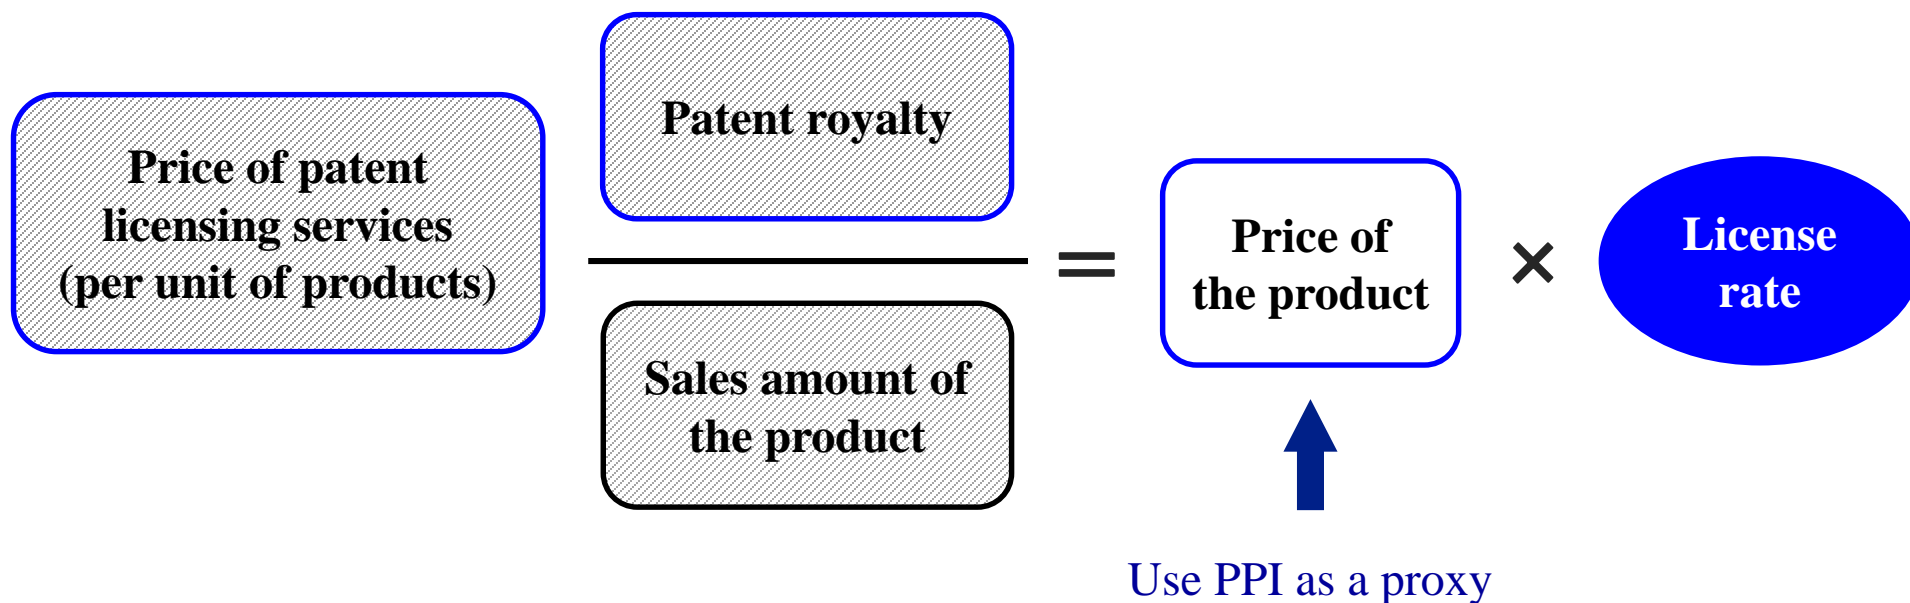 Price of patent
licensing services
(per unit of products)
Patent royalty
Sales amount of
the product
=
Price of
the product
×
License
rate
Use PPI as a proxy